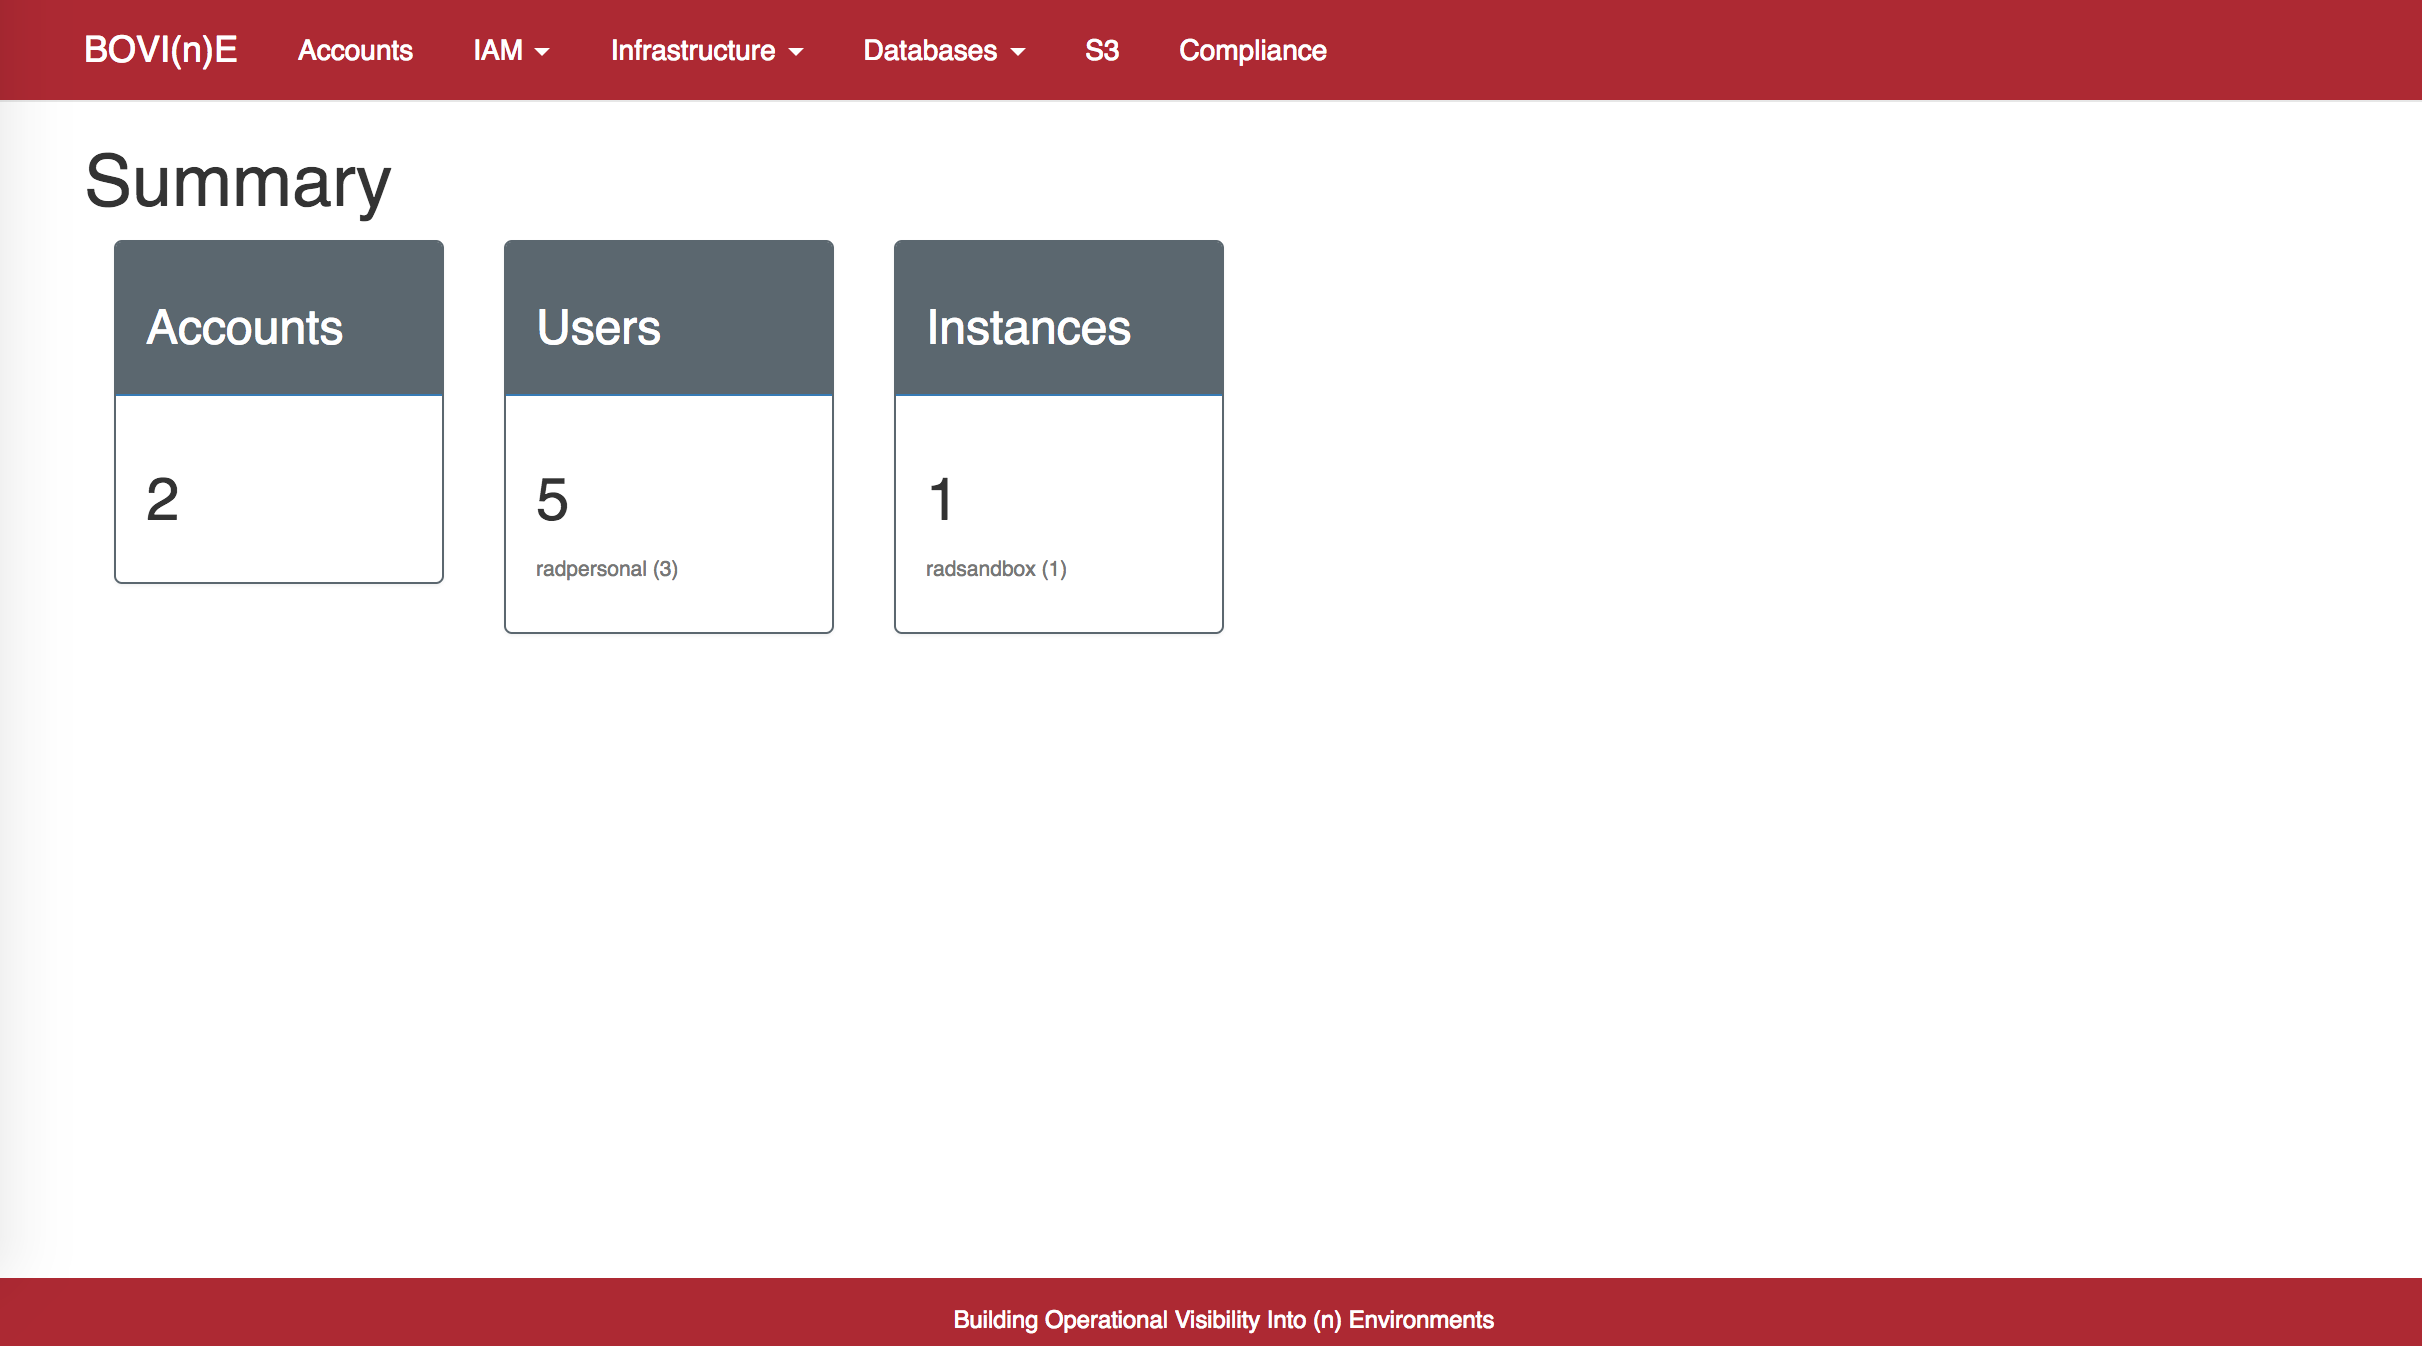 BOVI(n)E Accounts IAM Infrastructure Databases S3 Compliance
Summary
Accounts
2
Users
5
radpersonal (3)
Instances
1
radsandbox (1)
Building Operational Visibility Into (n) Environments